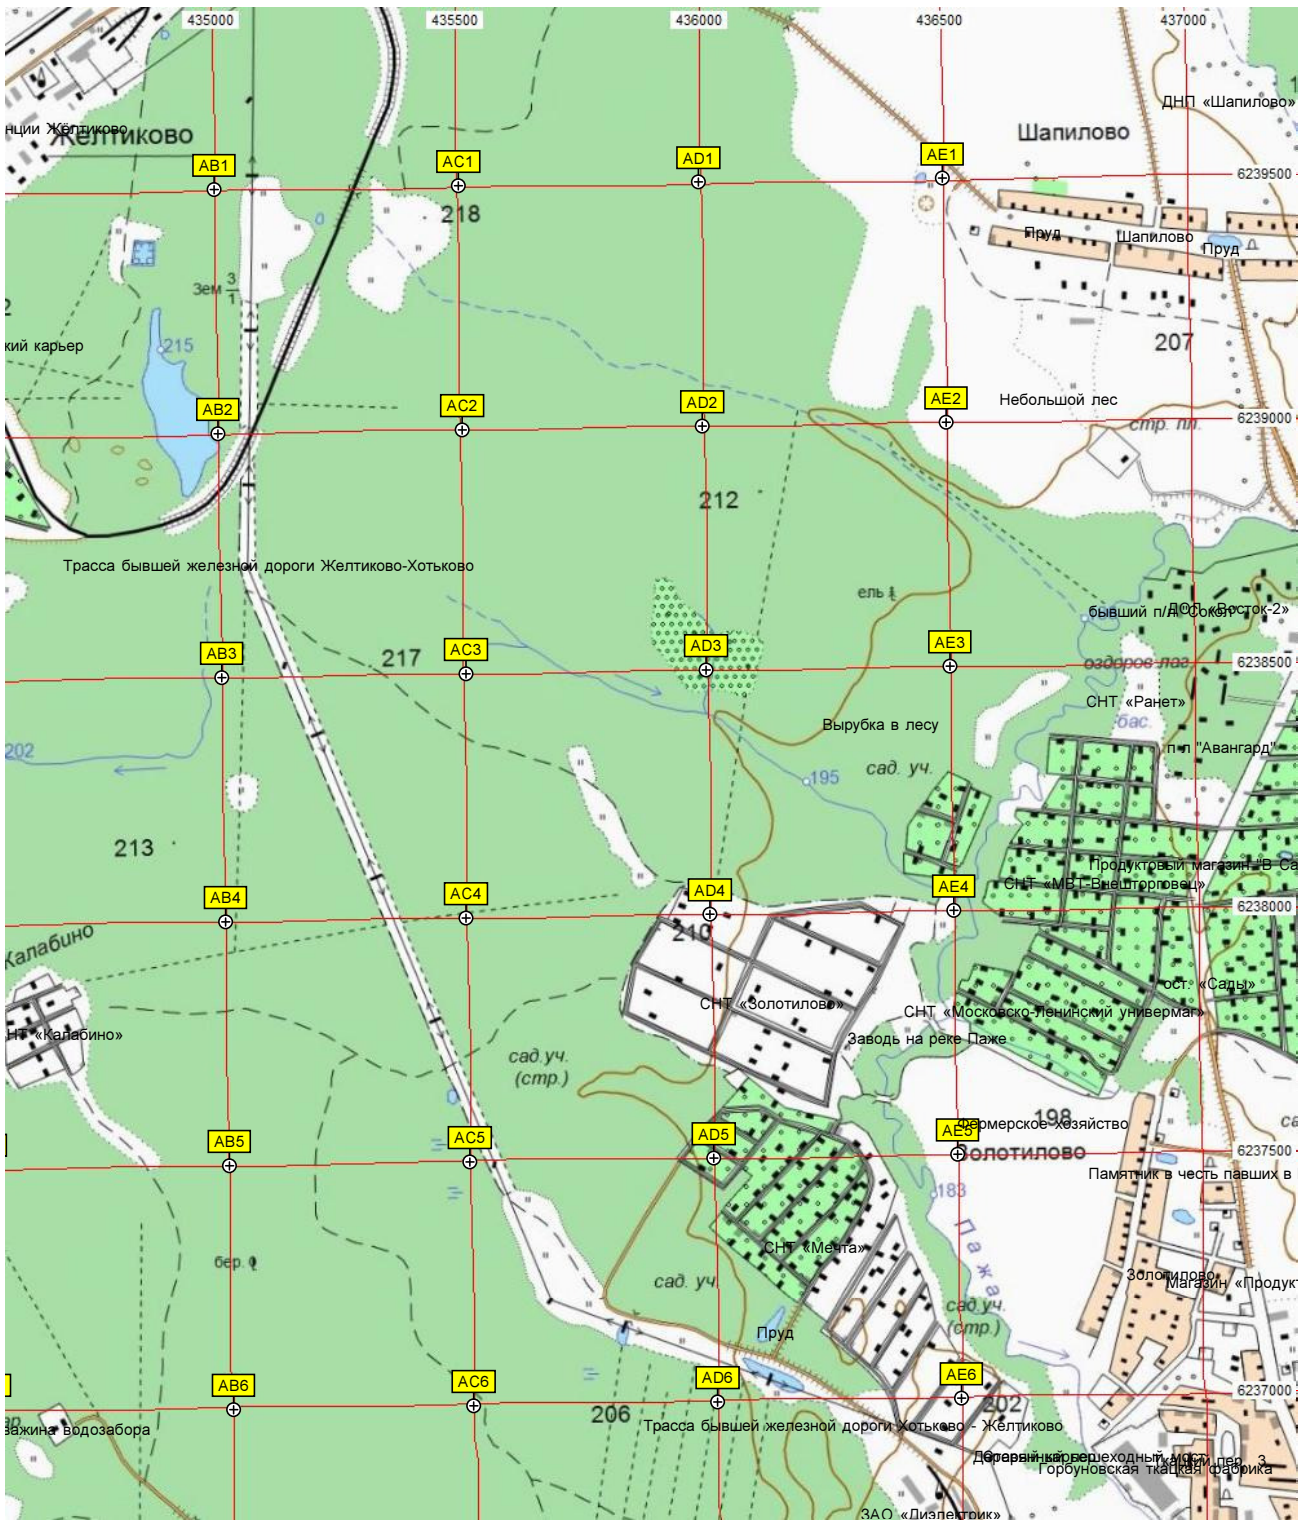 435000
435500
436000
436500
437000
ДНП «Шапилово»
нции Жёлтиково
Желтиково
Шапилово
AB1
AC1
AD1
AE1
6239500
218
Пруд
Шапилово
Пруд
Зем 3/1
215
207
кий карьер
AB2
AC2
AD2
AE2
Небольшой лес
6239000
стр. пл.
212
Трасса бывшей железной дороги Желтиково-Хотьково
ель
бывший п/л "Сокол"
ДОП «Восток-2»
AB3
AC3
AD3
AE3
217
6238500
оздоров лаг.
СНТ «Ранет»
бас.
Вырубка в лесу
202
п-л "Авангард"
сад. уч.
195
213
Продуктовый магазин "В Са
СНТ «МВТ-Внешторговец»
AB4
AC4
AD4
AE4
6238000
210
Калабино
ост. «Сады»
СНТ «Золотилово»
СНТ «Московско-Ленинский универмаг»
НТ «Калабино»
Заводь на реке Паже
сад.уч.
(стр.)
198
Фермерское хозяйство
AB5
AC5
AD5
AE5
Золотилово
6237500
са
Памятник в честь павших в
183
Пажа
СНТ «Мечта»
бер.
сад. уч.
Золотилово
Магазин «Продукт
сад.уч.
(стр.)
Пруд
AB6
AC6
AD6
AE6
6237000
206
202
Трасса бывшей железной дороги Хотьково - Желтиково
важина водозабора
Горбуновская ткацкая фабрика
ЗАО «Диэлектрик»